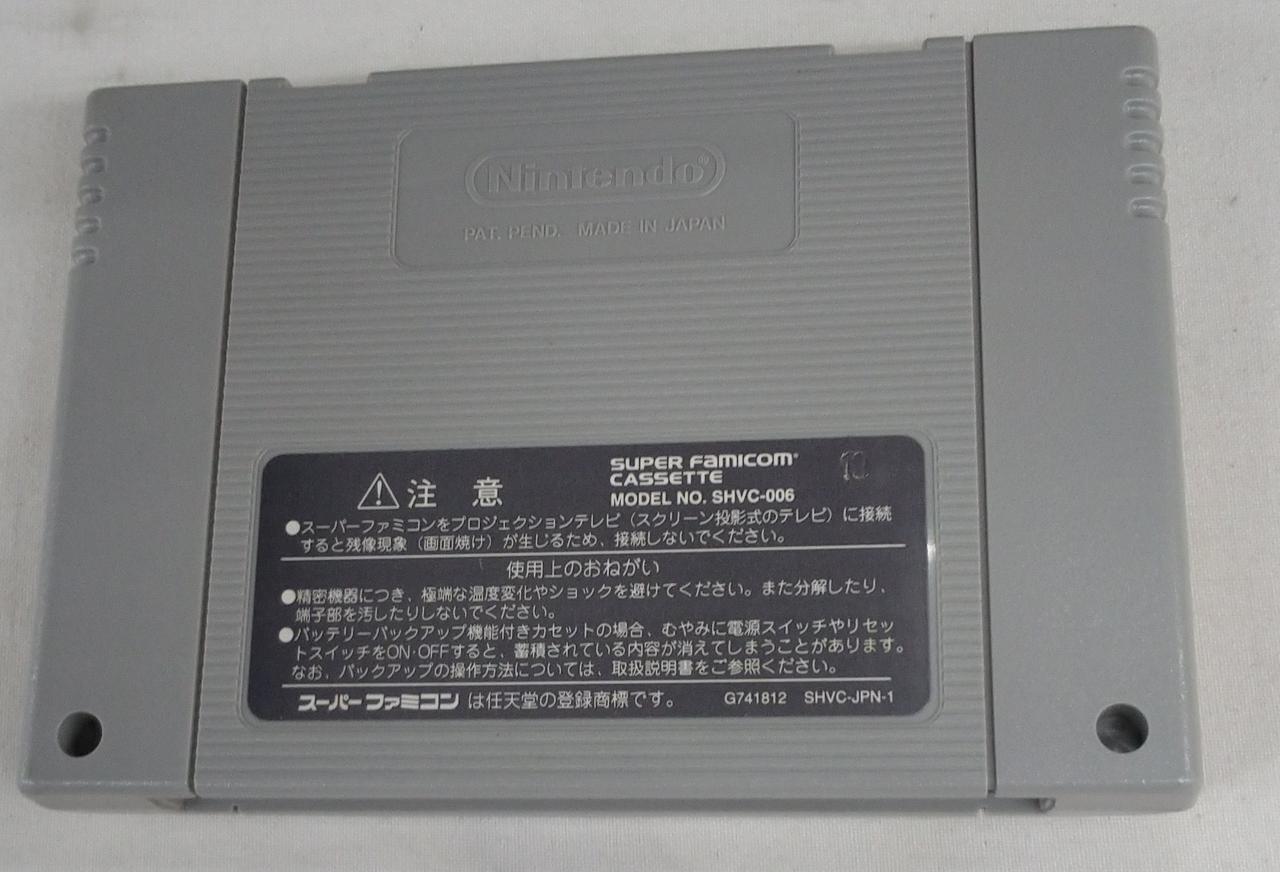 Nintendo®
PAT. PEND. MADE IN JAPAN
SUPER FAMICOM®
CASSETTE
MODEL NO. SHVC-006
10
注意
●スーパーファミコンをプロジェクションテレビ（スクリーン投影式のテレビ）に接続
すると残像現象（画面焼け）が生じるため、接続しないでください。
使用上のおねがい
●精密機器につき、極端な温度変化やショックを避けてください。また分解したり、
端子部を汚したりしないでください。
●バッテリーバックアップ機能付きカセットの場合、むやみに電源スイッチやリセッ
トスイッチをON·OFFすると、蓄積されている内容が消えてしまうことがあります。
なお、バックアップの操作方法については、取扱説明書をご参照ください。
スーパーファミコン は任天堂の登録商標です。 G741812 SHVC-JPN-1